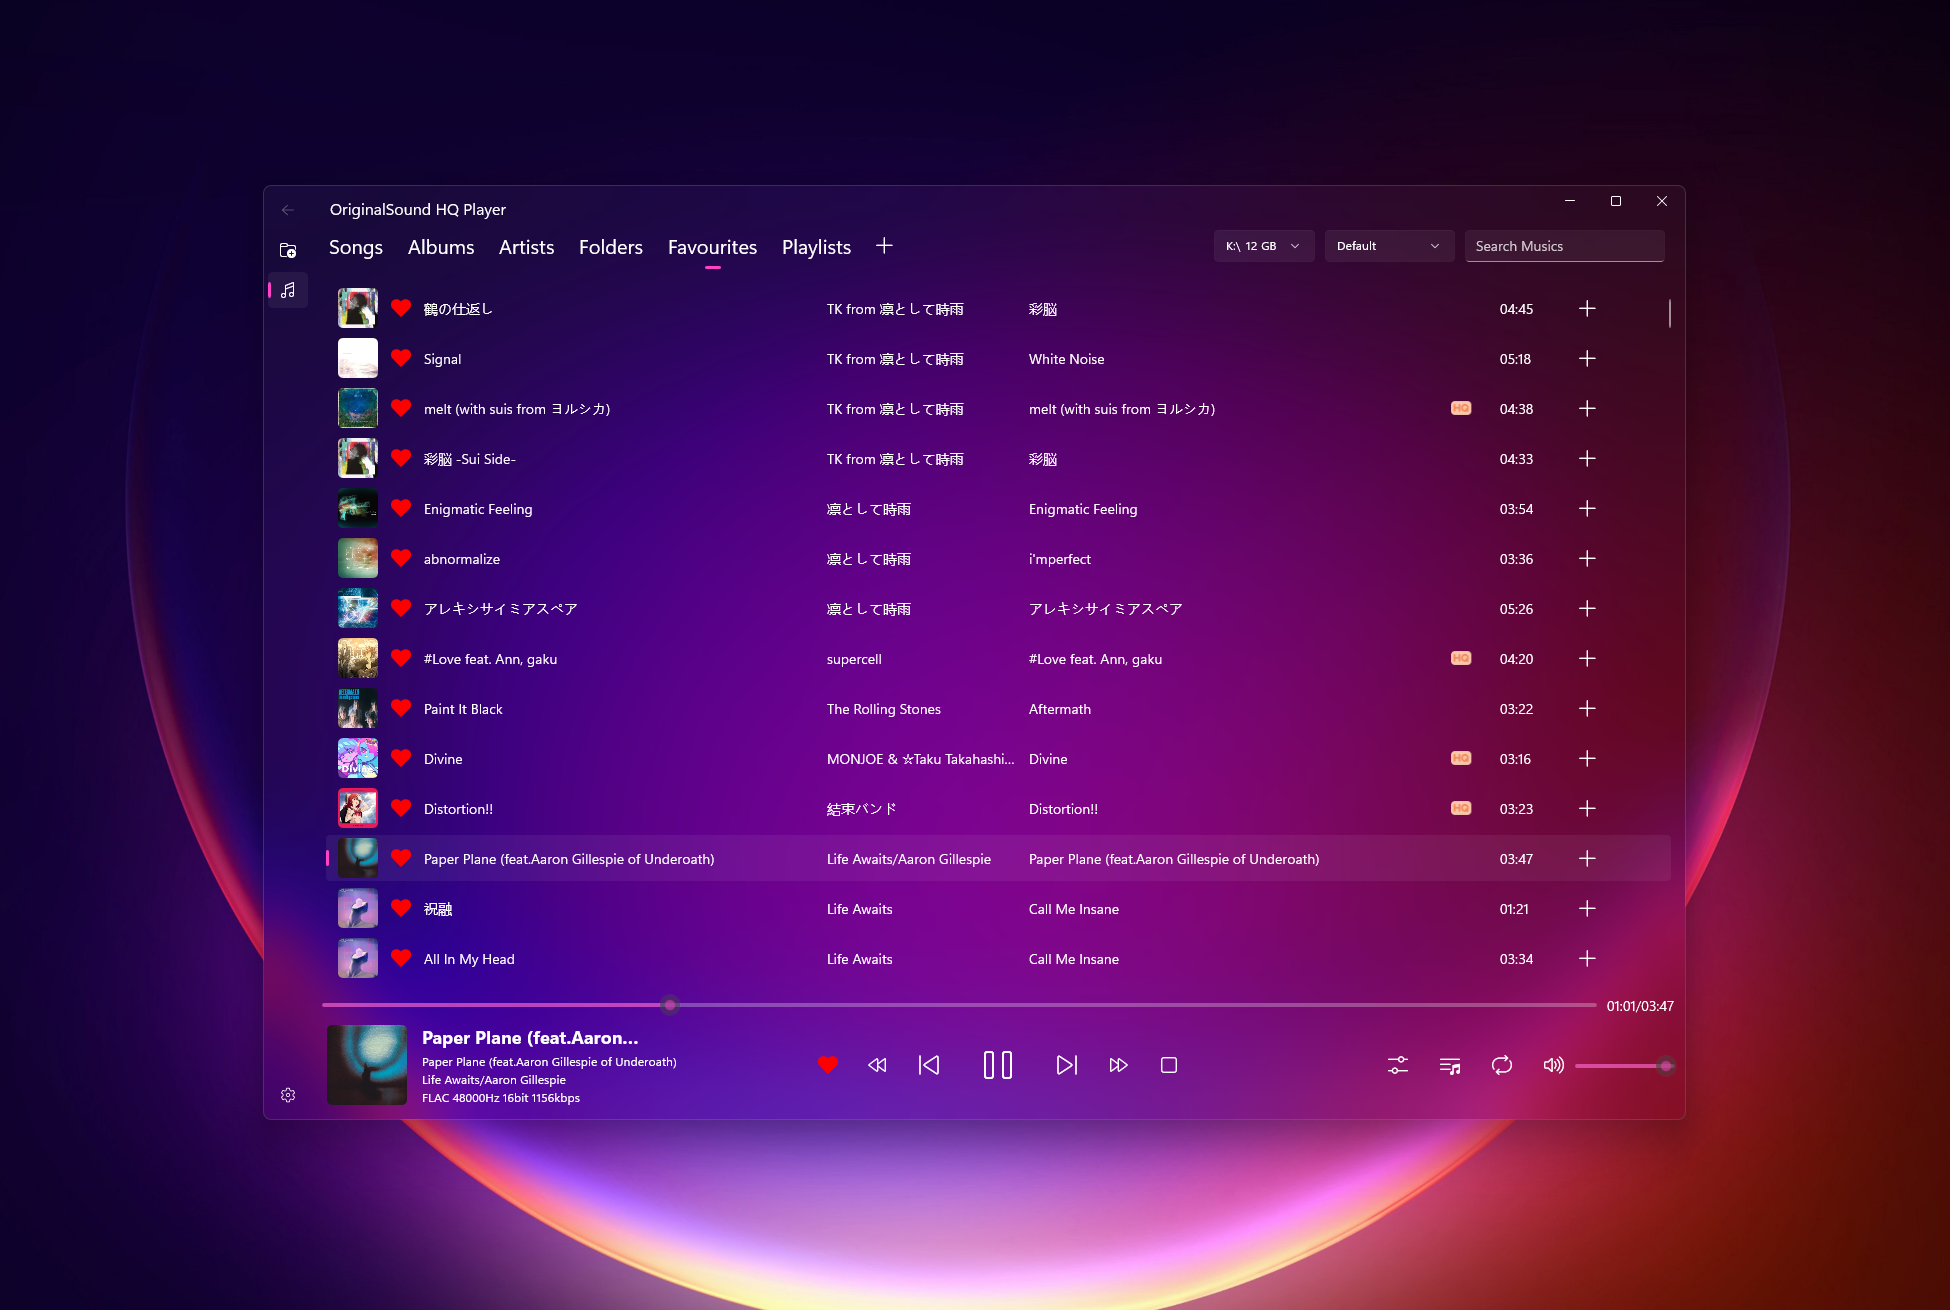 OriginalSound HQ Player
Songs Albums Artists Folders Favourites Playlists
K:\ 12 GB Default Search Musics
鶴の仕返し TK from 凛として時雨 彩脳 04:45
Signal TK from 凛として時雨 White Noise 05:18
melt (with suis from ヨルシカ) TK from 凛として時雨 melt (with suis from ヨルシカ) HQ 04:38
彩脳 -Sui Side- TK from 凛として時雨 彩脳 04:33
Enigmatic Feeling 凛として時雨 Enigmatic Feeling 03:54
abnormalize 凛として時雨 i'mperfect 03:36
アレキシサイミアスペア 凛として時雨 アレキシサイミアスペア 05:26
#Love feat. Ann, gaku supercell #Love feat. Ann, gaku HQ 04:20
Paint It Black The Rolling Stones Aftermath 03:22
Divine MONJOE & ☆Taku Takahashi... Divine HQ 03:16
Distortion!! 結束バンド Distortion!! HQ 03:23
Paper Plane (feat.Aaron Gillespie of Underoath) Life Awaits/Aaron Gillespie Paper Plane (feat.Aaron Gillespie of Underoath) 03:47
祝融 Life Awaits Call Me Insane 01:21
All In My Head Life Awaits Call Me Insane 03:34
01:01/03:47
Paper Plane (feat.Aaron...
Paper Plane (feat.Aaron Gillespie of Underoath)
Life Awaits/Aaron Gillespie
FLAC 48000Hz 16bit 1156kbps